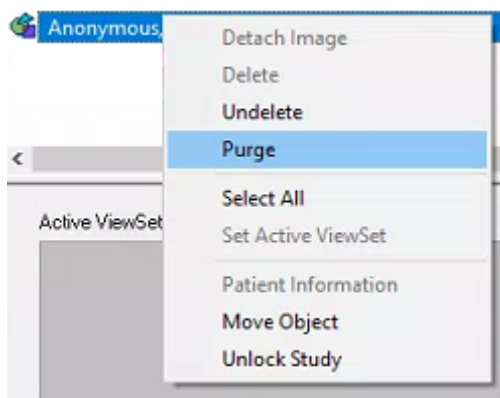 Anonymous,
Detach Image
Delete
Undelete
Purge
Select All
Active ViewSet
Set Active ViewSet
Patient Information
Move Object
Unlock Study